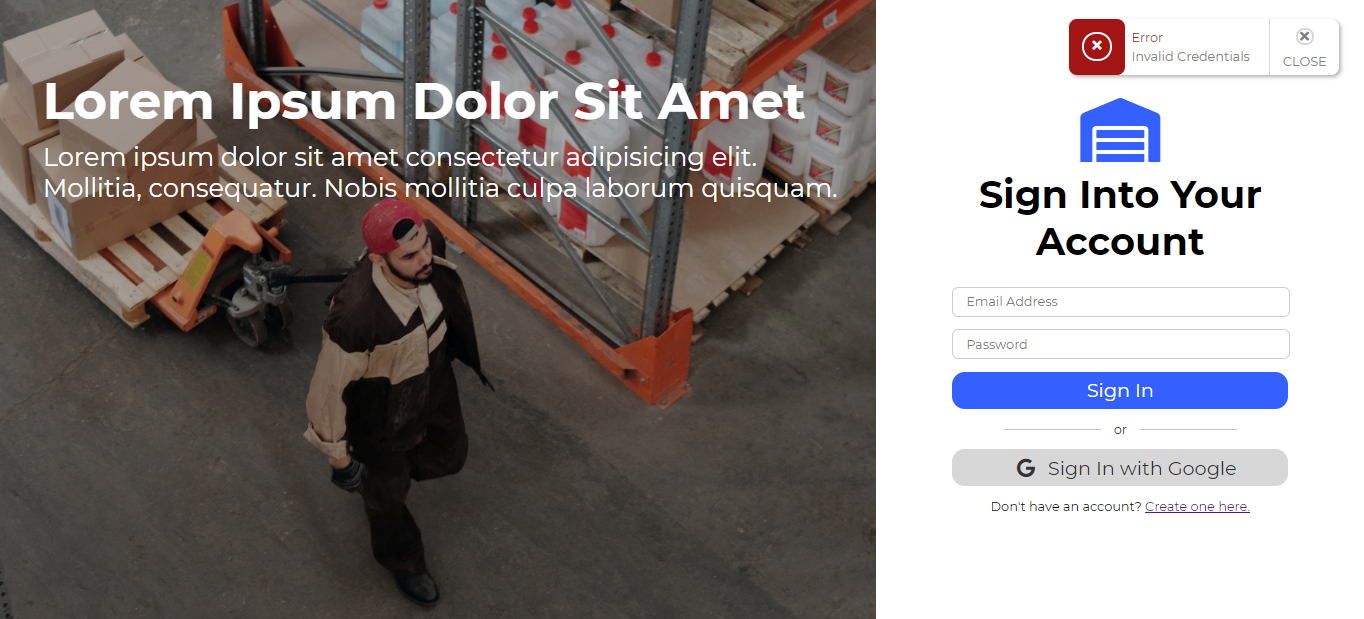 Lorem Ipsum Dolor Sit Amet
Lorem ipsum dolor sit amet consectetur adipisicing elit.
Mollitia, consequatur. Nobis mollitia culpa laborum quisquam.
Error
Invalid Credentials
CLOSE
Sign Into Your
Account
Email Address
Password
Sign In
or
G Sign In with Google
Don't have an account? Create one here.